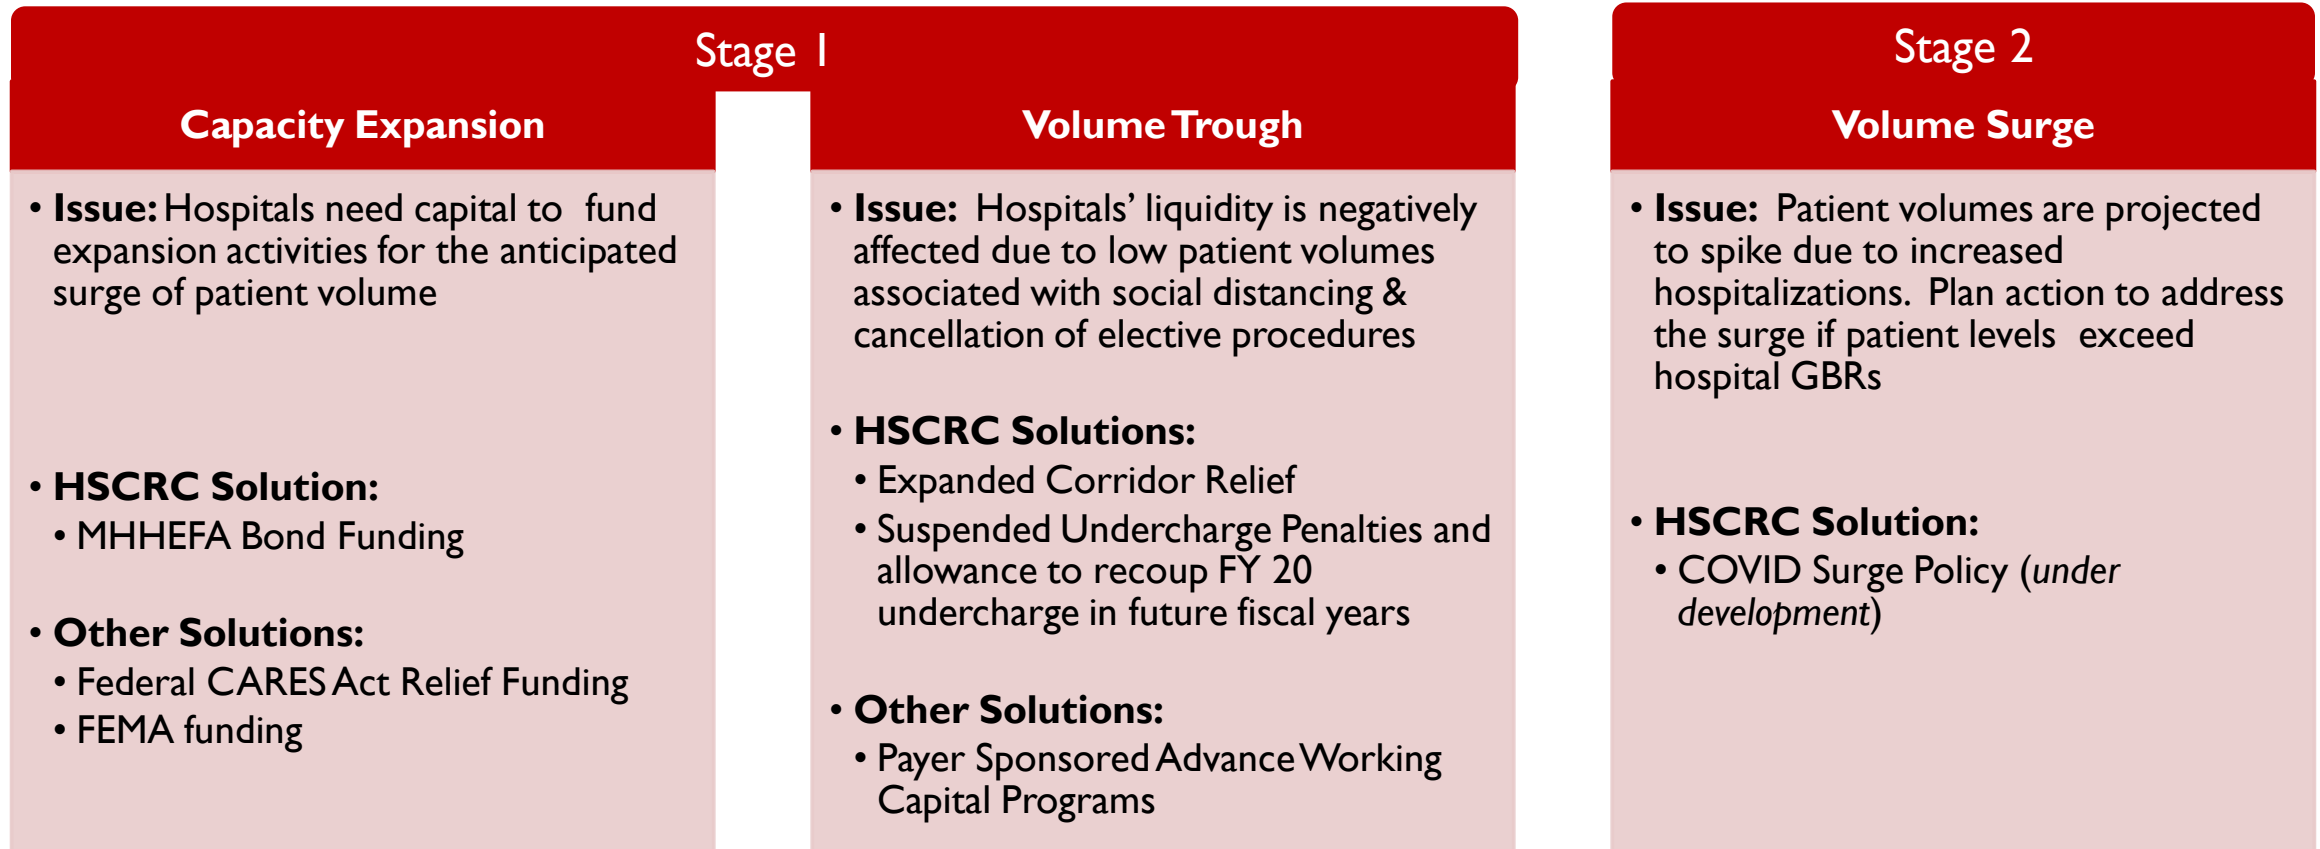 Stage 1
Capacity Expansion
• Issue: Hospitals need capital to fund
expansion activities for the anticipated
surge of patient volume
• HSCRC Solution:
• MHHEFA Bond Funding
• Other Solutions:
• Federal CARES Act Relief Funding
• FEMA funding
Volume Trough
• Issue: Hospitals’ liquidity is negatively
affected due to low patient volumes
associated with social distancing &
cancellation of elective procedures
• HSCRC Solutions:
• Expanded Corridor Relief
• Suspended Undercharge Penalties and
allowance to recoup FY 20
undercharge in future fiscal years
• Other Solutions:
• Payer Sponsored Advance Working
Capital Programs
Stage 2
Volume Surge
• Issue: Patient volumes are projected
to spike due to increased
hospitalizations. Plan action to address
the surge if patient levels exceed
hospital GBRs
• HSCRC Solution:
• COVID Surge Policy (under
development)